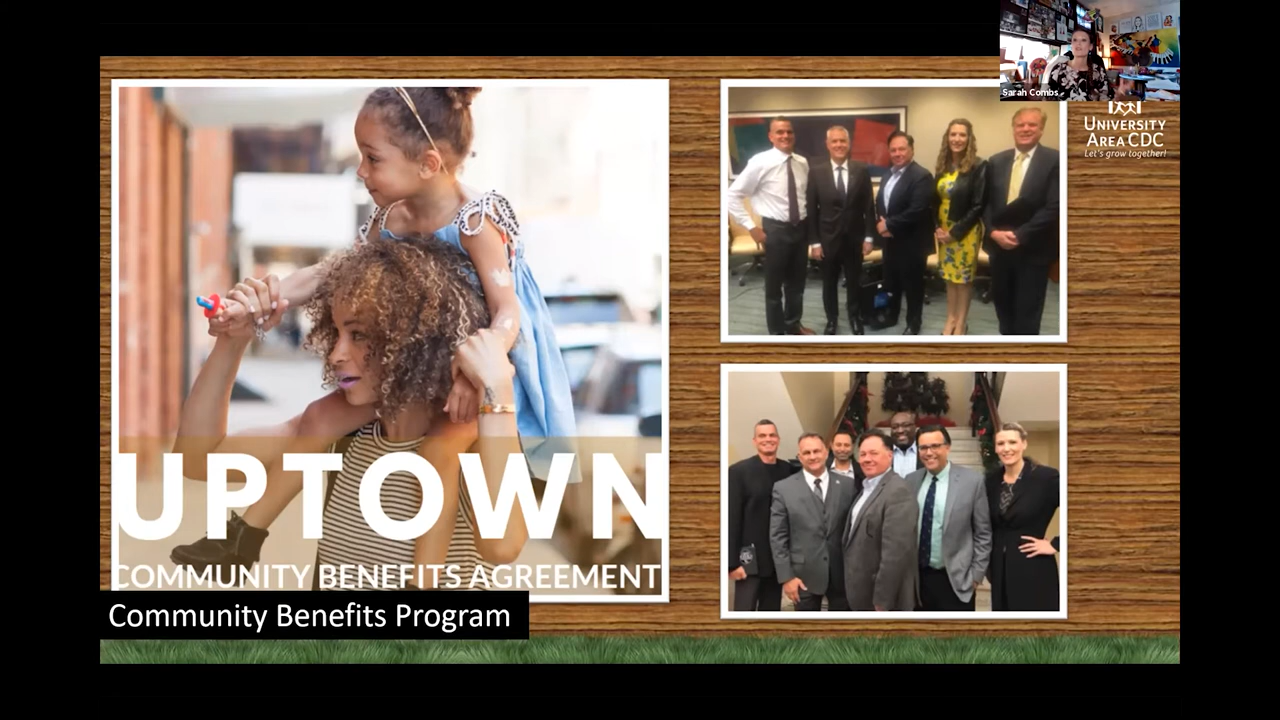 Sarah Combs
UNIVERSITY
AREA CDC
Let's grow together!
UPTOWN
COMMUNITY BENEFITS AGREEMENT
Community Benefits Program